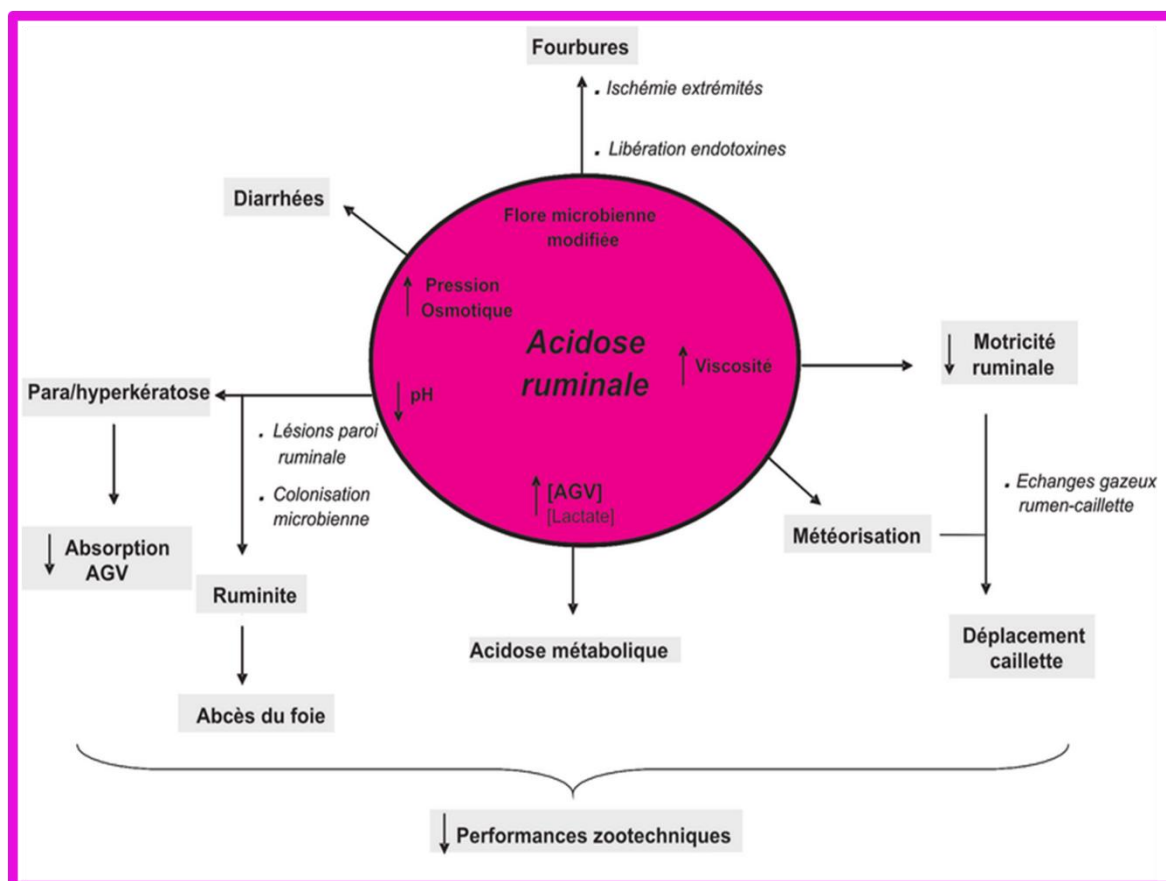 Fourbures
. Ischémie extrémités
. Libération endotoxines
Diarrhées
Flore microbienne
modifiée
↑ Pression
Osmotique
Acidose
ruminale
↑ Viscosité
↓ Motricité
ruminale
↓ pH
Para/hyperkératose
. Lésions paroi
ruminale
. Colonisation
microbienne
↑ [AGV]
[Lactate]
. Echanges gazeux
rumen-caillette
Météorisation
↓ Absorption
AGV
Ruminite
Acidose métabolique
Déplacement
caillette
Abcès du foie
↓ Performances zootechniques